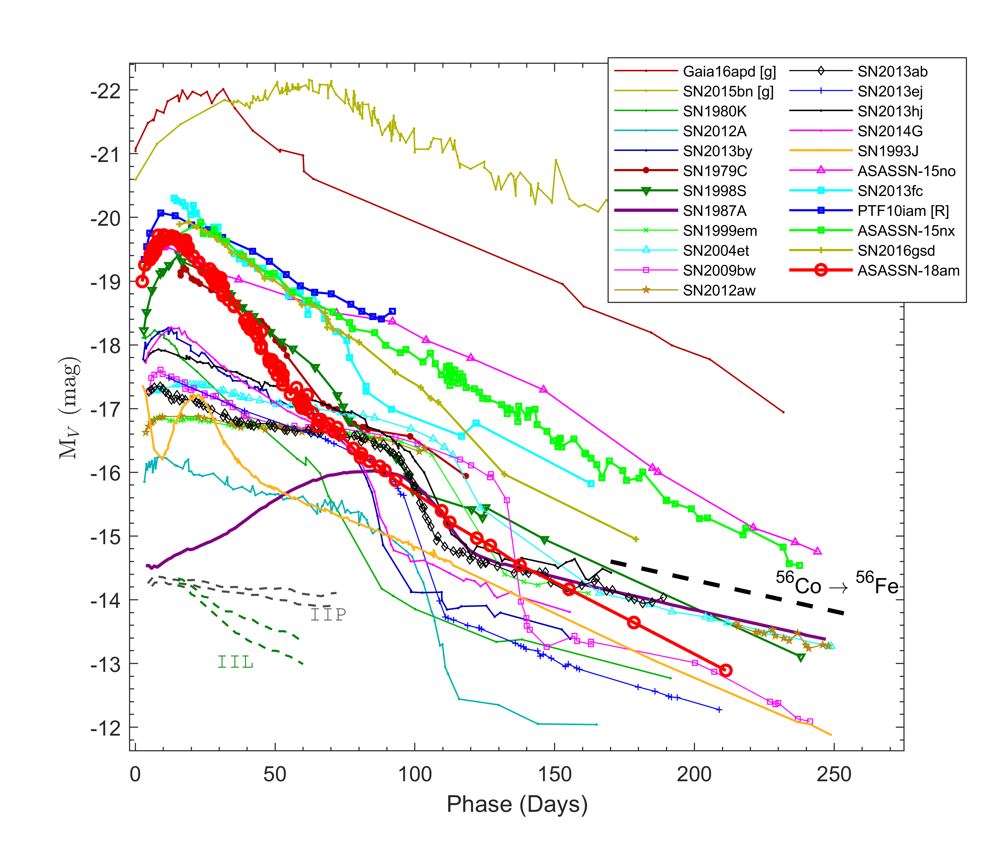 Gaia16apd [g]
SN2015bn [g]
SN1980K
SN2012A
SN2013by
SN1979C
SN1998S
SN1987A
SN1999em
SN2004et
SN2009bw
SN2012aw
SN2013ab
SN2013ej
SN2013hj
SN2014G
SN1993J
ASASSN-15no
SN2013fc
PTF10iam [R]
ASASSN-15nx
SN2016gsd
ASASSN-18am
-22
-21
-20
-19
-18
-17
-16
-15
-14
-13
-12
M_V (mag)
⁵⁶Co → ⁵⁶Fe
IIP
IIL
0 50 100 150 200 250
Phase (Days)